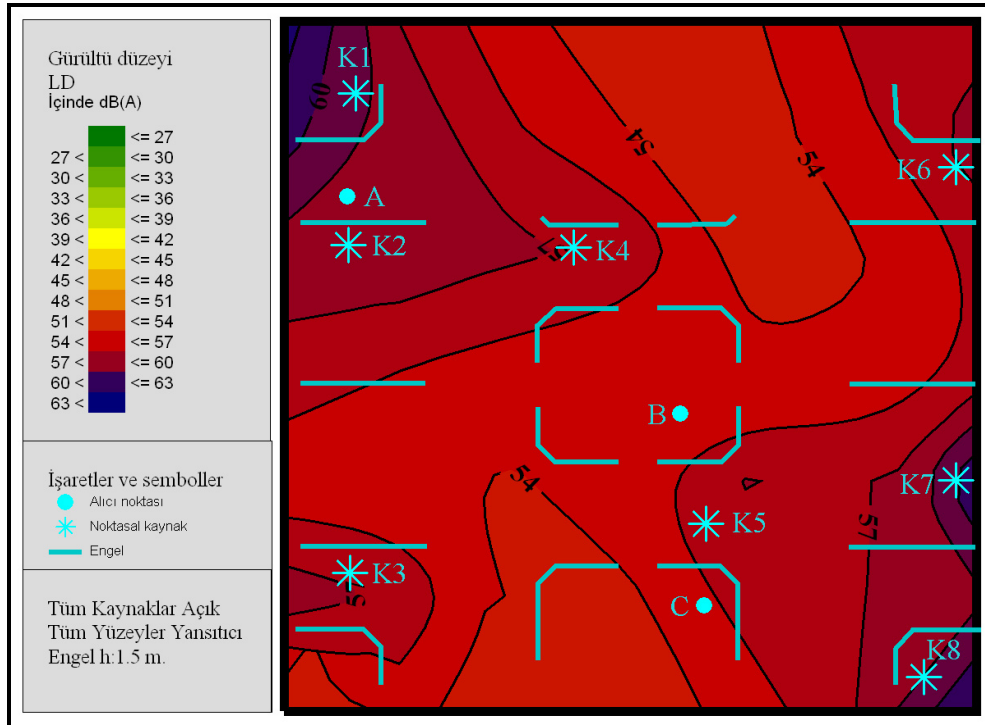 Gürültü düzeyi
LD
İçinde dB(A)
<= 27
27 < <= 30
30 < <= 33
33 < <= 36
36 < <= 39
39 < <= 42
42 < <= 45
45 < <= 48
48 < <= 51
51 < <= 54
54 < <= 57
57 < <= 60
60 < <= 63
63 <
İşaretler ve semboller
Alıcı noktası
Noktasal kaynak
Engel
Tüm Kaynaklar Açık
Tüm Yüzeyler Yansıtıcı
Engel h:1.5 m.
K1
60
54
54
K6
A
K2
57
K4
B
54
K7
K5
57
K3
C
K8